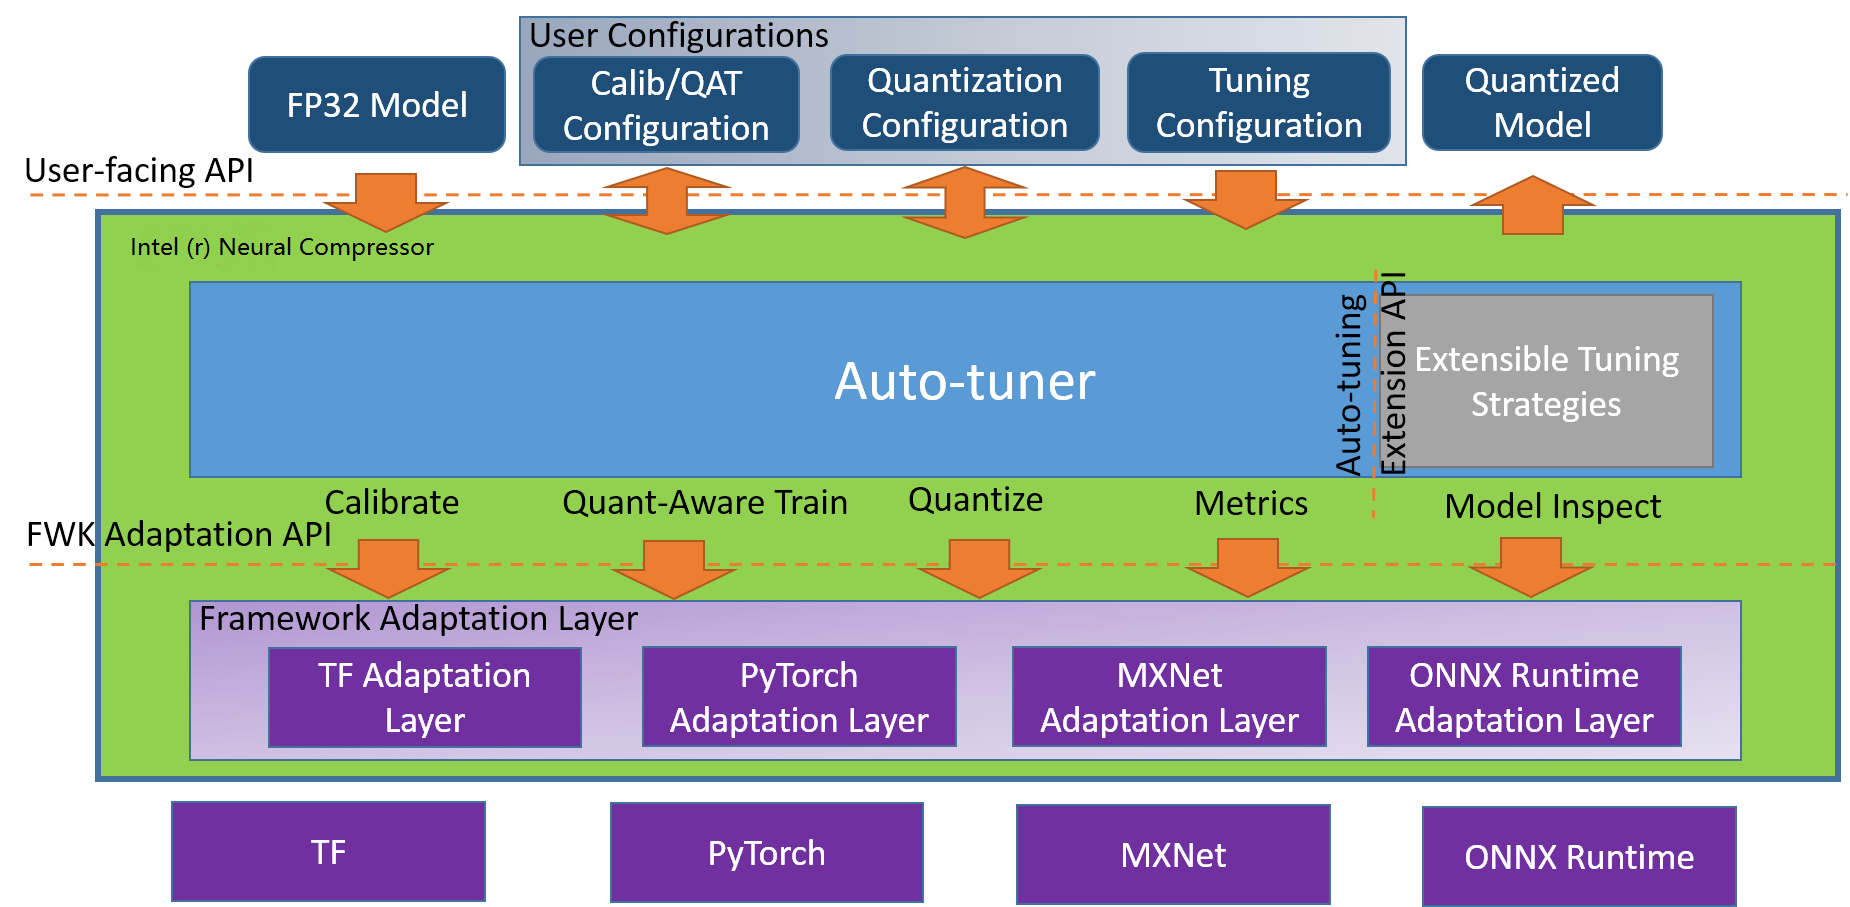 User Configurations
FP32 Model
Calib/QAT
Configuration
Quantization
Configuration
Tuning
Configuration
Quantized
Model
User-facing API
Intel (r) Neural Compressor
Auto-tuner
Auto-tuning
Extension API
Extensible Tuning
Strategies
Calibrate
Quant-Aware Train
Quantize
Metrics
Model Inspect
FWK Adaptation API
Framework Adaptation Layer
TF Adaptation
Layer
PyTorch
Adaptation Layer
MXNet
Adaptation Layer
ONNX Runtime
Adaptation Layer
TF
PyTorch
MXNet
ONNX Runtime